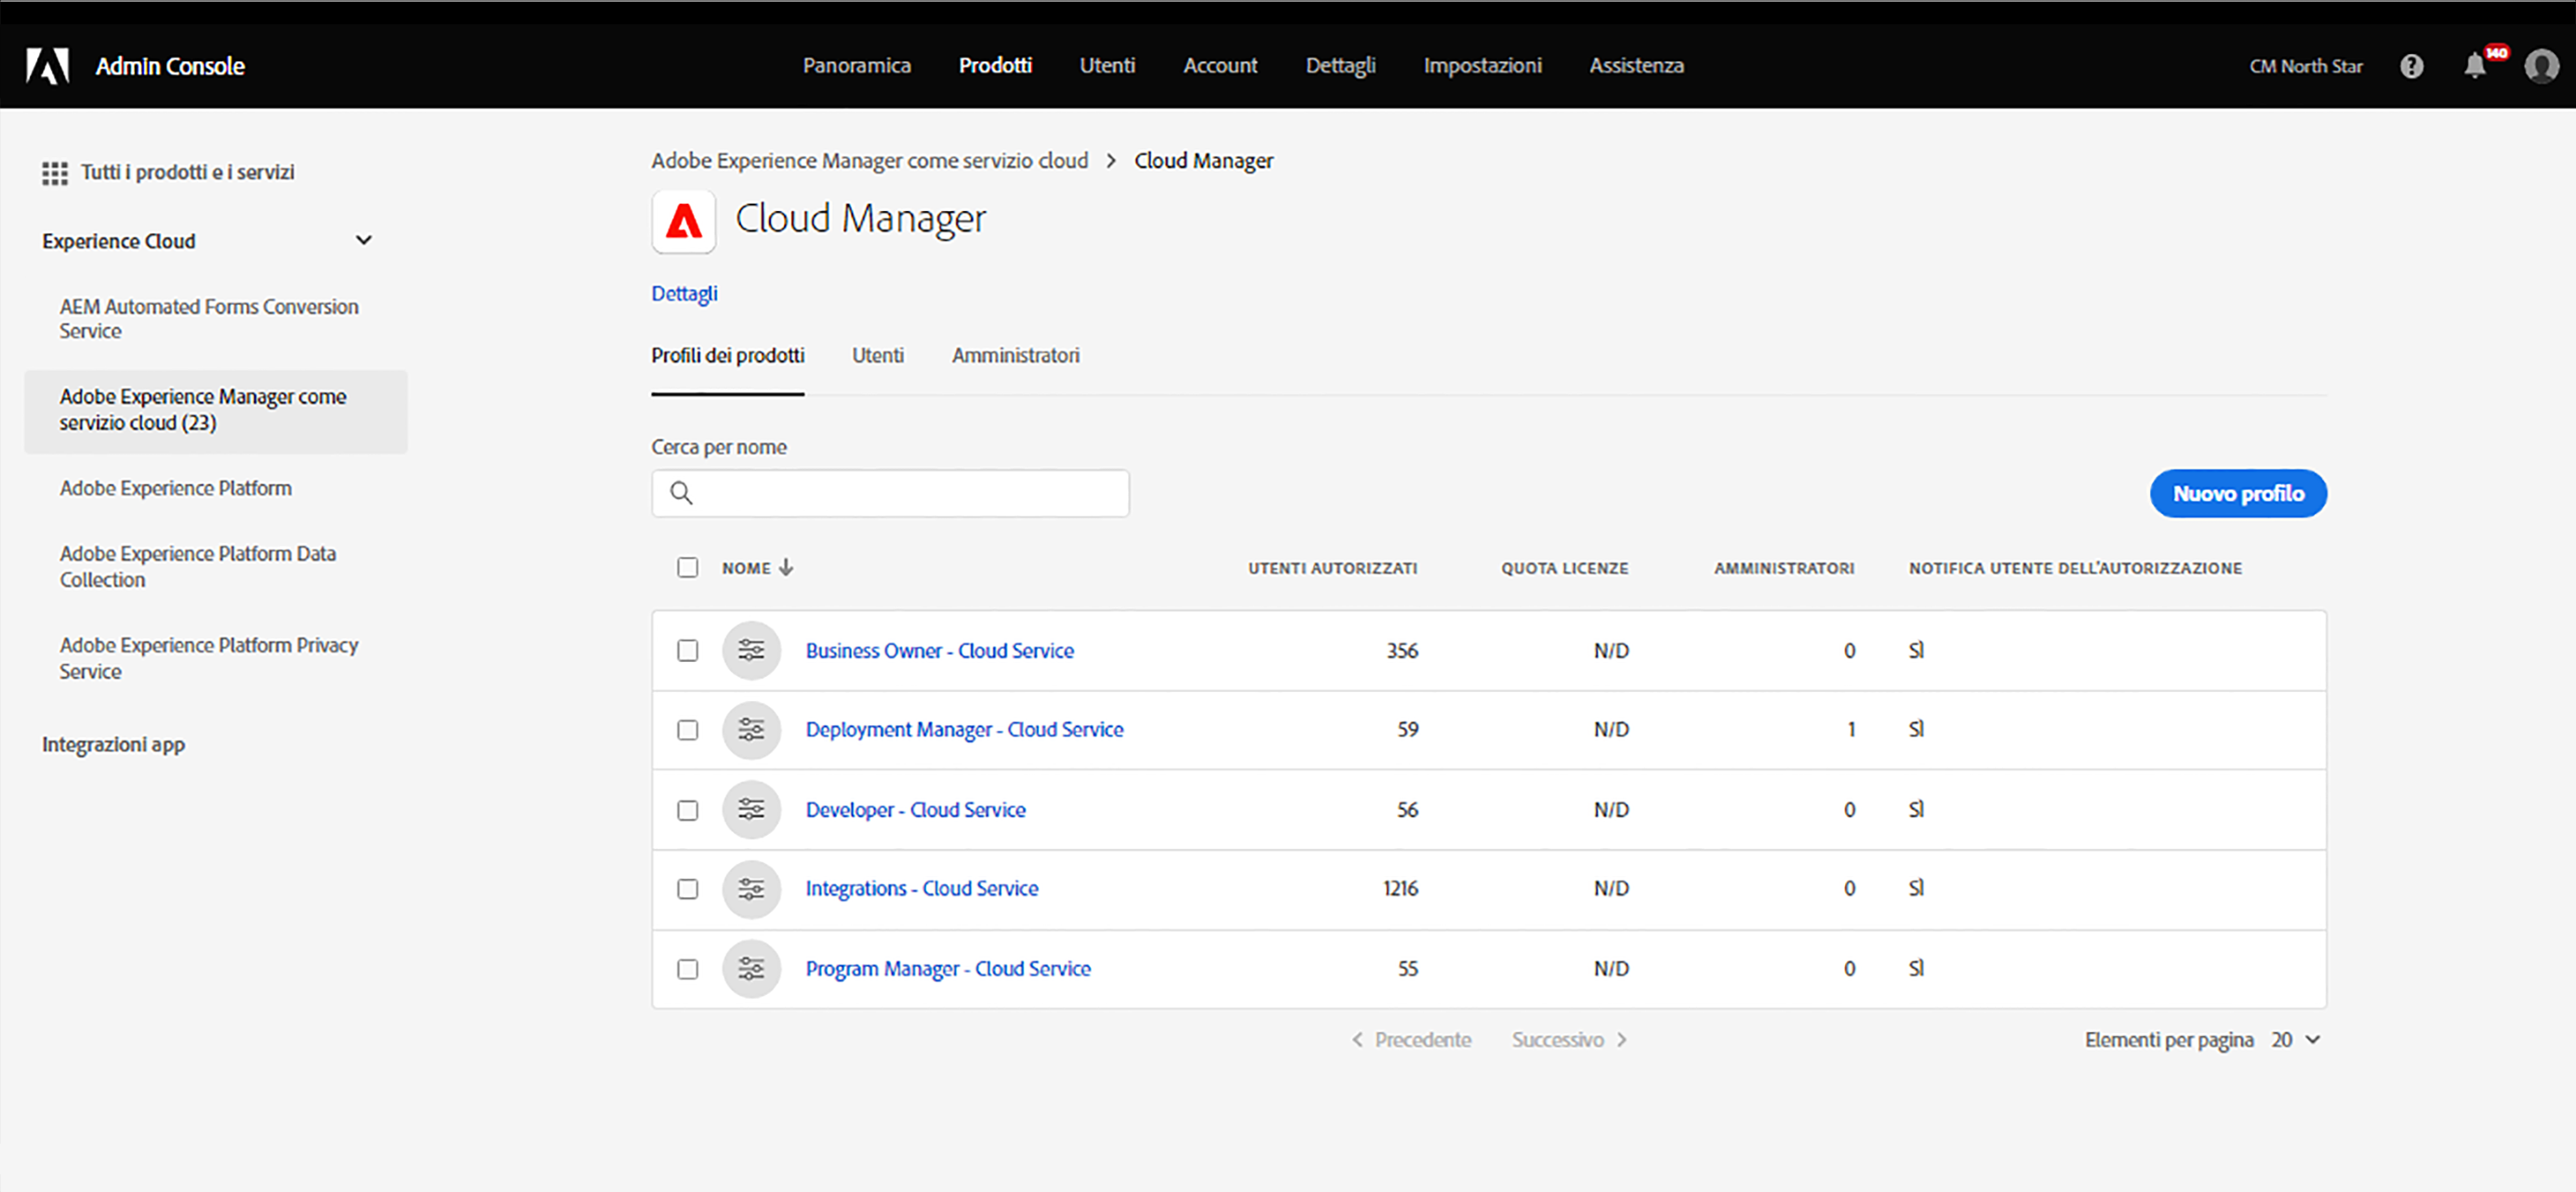 Admin Console
Panoramica Prodotti Utenti Account Dettagli Impostazioni Assistenza
CM North Star 140
Tutti i prodotti e i servizi
Experience Cloud
AEM Automated Forms Conversion
Service
Adobe Experience Manager come
servizio cloud (23)
Adobe Experience Platform
Adobe Experience Platform Data
Collection
Adobe Experience Platform Privacy
Service
Integrazioni app
Adobe Experience Manager come servizio cloud > Cloud Manager
Cloud Manager
Dettagli
Profili dei prodotti Utenti Amministratori
Cerca per nome
Nuovo profilo
NOME UTENTI AUTORIZZATI QUOTA LICENZE AMMINISTRATORI NOTIFICA UTENTE DELL'AUTORIZZAZIONE
Business Owner - Cloud Service 356 N/D 0 SÌ
Deployment Manager - Cloud Service 59 N/D 1 SÌ
Developer - Cloud Service 56 N/D 0 SÌ
Integrations - Cloud Service 1216 N/D 0 SÌ
Program Manager - Cloud Service 55 N/D 0 SÌ
Precedente Successivo Elementi per pagina 20